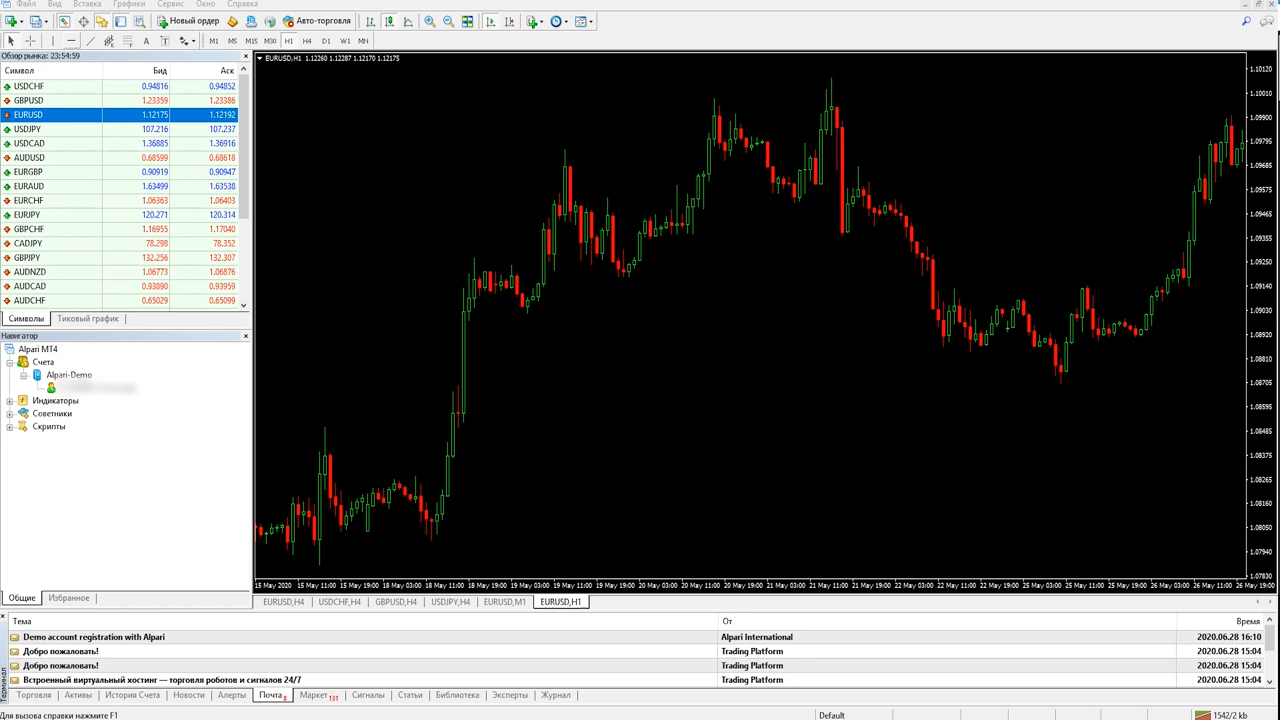 Файл Вид Вставка Графики Сервис Окно Справка
Новый ордер Авто-торговля
A T M1 M5 M15 M30 H1 H4 D1 W1 MN
Обзор рынка: 23:54:59
Символ Бид Аск
USDCHF 0.94816 0.94852
GBPUSD 1.23359 1.23386
EURUSD 1.12175 1.12192
USDJPY 107.216 107.237
USDCAD 1.36885 1.36916
AUDUSD 0.68599 0.68618
EURGBP 0.90919 0.90947
EURAUD 1.63499 1.63538
EURCHF 1.06363 1.06403
EURJPY 120.271 120.314
GBPCHF 1.16955 1.17040
CADJPY 78.298 78.352
GBPJPY 132.256 132.307
AUDNZD 1.06773 1.06876
AUDCAD 0.93890 0.93959
AUDCHF 0.65029 0.65099
Символы Тиковый график
Навигатор
Alpari MT4
Счета
Alpari-Demo
Индикаторы
Советники
Скрипты
Общие Избранное
EURUSD,H1 1.12260 1.12287 1.12170 1.12175
1.10120
1.10010
1.09900
1.09795
1.09685
1.09575
1.09465
1.09355
1.09250
1.09140
1.09030
1.08920
1.08810
1.08705
1.08595
1.08485
1.08375
1.08265
1.08160
1.08050
1.07940
1.07830
15 May 2020 15 May 11:00 15 May 19:00 18 May 03:00 18 May 11:00 18 May 19:00 19 May 03:00 19 May 11:00 19 May 19:00 20 May 03:00 20 May 11:00 20 May 19:00 21 May 03:00 21 May 11:00 21 May 19:00 22 May 03:00 22 May 11:00 22 May 19:00 25 May 03:00 25 May 11:00 25 May 19:00 26 May 03:00 26 May 11:00 26 May 19:00
EURUSD,H4 USDCHF,H4 GBPUSD,H4 USDJPY,H4 EURUSD,M1 EURUSD,H1
Тема От Время
Demo account registration with Alpari Alpari International 2020.06.28 16:10
Добро пожаловать! Trading Platform 2020.06.28 15:04
Добро пожаловать! Trading Platform 2020.06.28 15:04
Встроенный виртуальный хостинг — торговля роботов и сигналов 24/7 Trading Platform 2020.06.28 15:04
Терминал
Торговля Активы История Счета Новости Алерты Почта 8 Маркет 131 Сигналы Статьи Библиотека Эксперты Журнал
Для вызова справки нажмите F1 Default 1542/2 kb